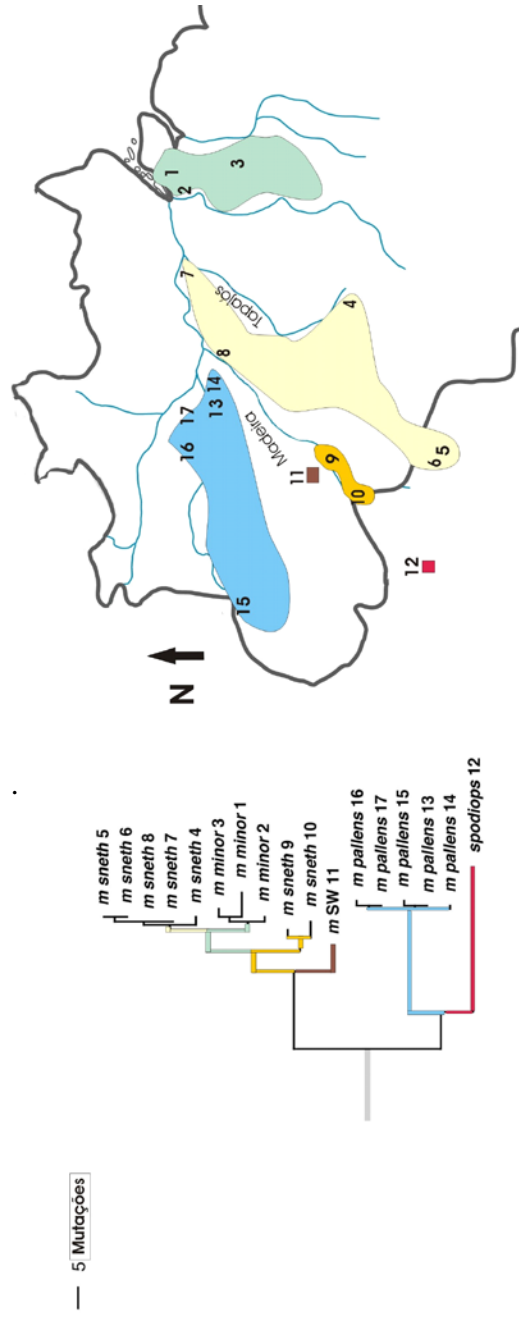 5 Mutações
m sneth 5
m sneth 6
m sneth 8
m sneth 7
m sneth 4
m minor 3
m minor 1
m minor 2
m sneth 9
m sneth 10
m SW 11
m pallens 16
m pallens 17
m pallens 15
m pallens 13
m pallens 14
spodiops 12
N
1
2
3
7
Tapajós
4
8
14
13
17
16
Madeira
6
5
9
11
10
15
12